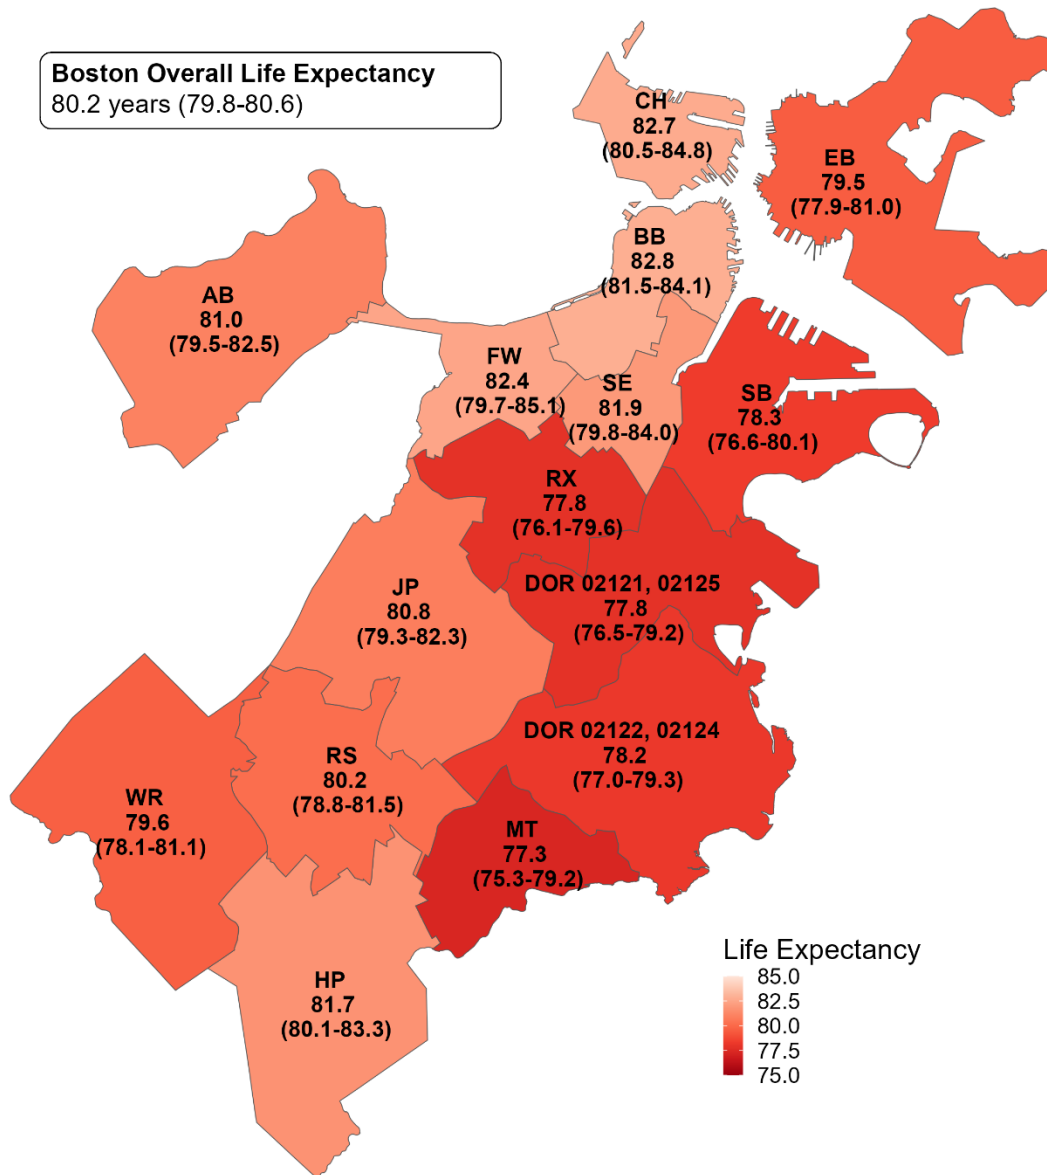 Boston Overall Life Expectancy
80.2 years (79.8-80.6)
CH
82.7
(80.5-84.8)
EB
79.5
(77.9-81.0)
BB
82.8
(81.5-84.1)
AB
81.0
(79.5-82.5)
FW
82.4
(79.7-85.1)
SE
81.9
(79.8-84.0)
SB
78.3
(76.6-80.1)
RX
77.8
(76.1-79.6)
JP
80.8
(79.3-82.3)
DOR 02121, 02125
77.8
(76.5-79.2)
DOR 02122, 02124
78.2
(77.0-79.3)
RS
80.2
(78.8-81.5)
WR
79.6
(78.1-81.1)
MT
77.3
(75.3-79.2)
HP
81.7
(80.1-83.3)
Life Expectancy
85.0
82.5
80.0
77.5
75.0